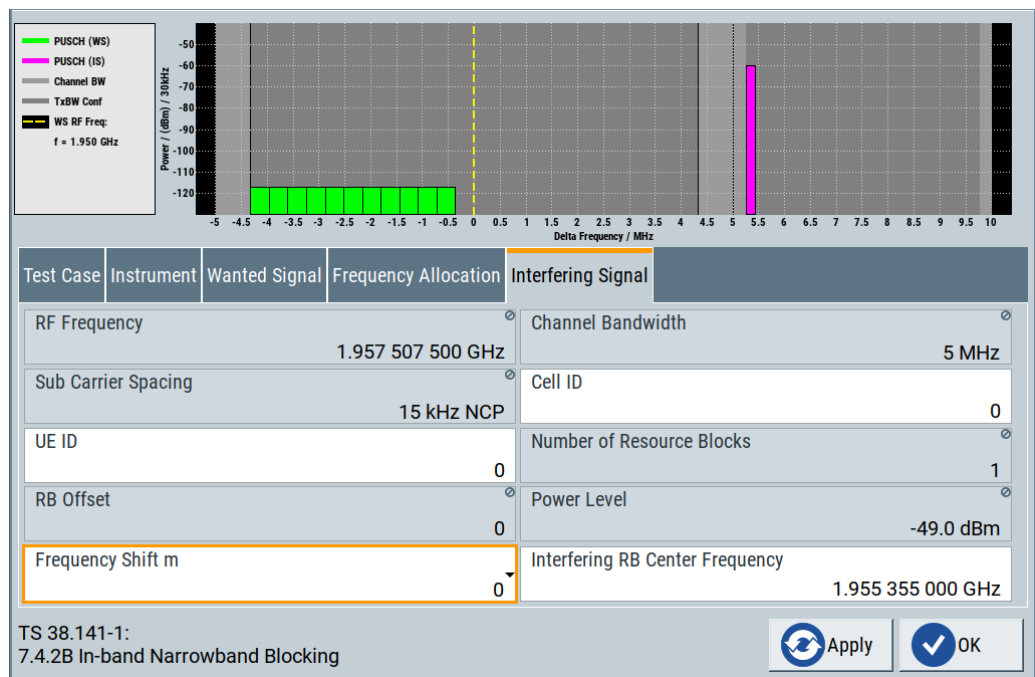 PUSCH (WS)
PUSCH (IS)
Channel BW
TxBW Conf
WS RF Freq:
f = 1.950 GHz
Power / (dBm) / 30kHz
-50
-60
-70
-80
-90
-100
-110
-120
-5 -4.5 -4 -3.5 -3 -2.5 -2 -1.5 -1 -0.5 0 0.5 1 1.5 2 2.5 3 3.5 4 4.5 5 5.5 6 6.5 7 7.5 8 8.5 9 9.5 10
Delta Frequency / MHz
Test Case Instrument Wanted Signal Frequency Allocation Interfering Signal
RF Frequency
1.957 507 500 GHz
Channel Bandwidth
5 MHz
Sub Carrier Spacing
15 kHz NCP
Cell ID
0
UE ID
0
Number of Resource Blocks
1
RB Offset
0
Power Level
-49.0 dBm
Frequency Shift m
0
Interfering RB Center Frequency
1.955 355 000 GHz
TS 38.141-1:
7.4.2B In-band Narrowband Blocking
Apply
OK